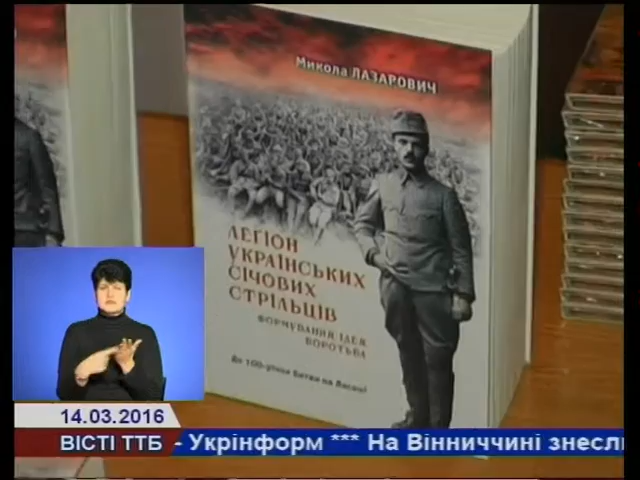 Микола ЛАЗАРОВИЧ
ЛЕГІОН
УКРАЇНСЬКИХ
СІЧОВИХ
СТРІЛЬЦІВ
ФОРМУВАННЯ ІДЕЯ
БОРОТЬБА
До 100-річчя битви на Лисоні
14.03.2016
ВІСТІ ТТБ - Укрінформ *** На Вінниччині знесл